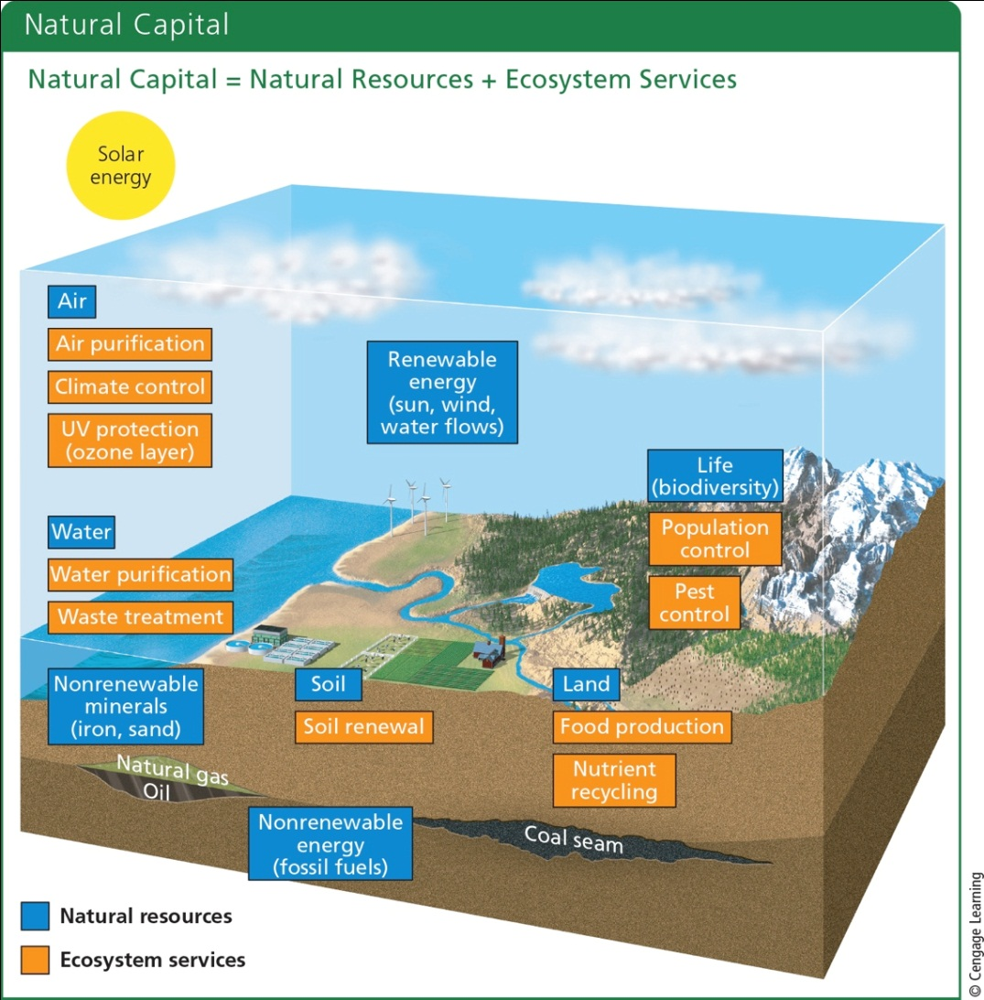 Natural Capital
Natural Capital = Natural Resources + Ecosystem Services
Solar
energy
Air
Air purification
Climate control
UV protection
(ozone layer)
Renewable
energy
(sun, wind,
water flows)
Life
(biodiversity)
Population
control
Pest
control
Water
Water purification
Waste treatment
Nonrenewable
minerals
(iron, sand)
Soil
Soil renewal
Land
Food production
Nutrient
recycling
Natural gas
Oil
Nonrenewable
energy
(fossil fuels)
Coal seam
Natural resources
Ecosystem services
© Cengage Learning